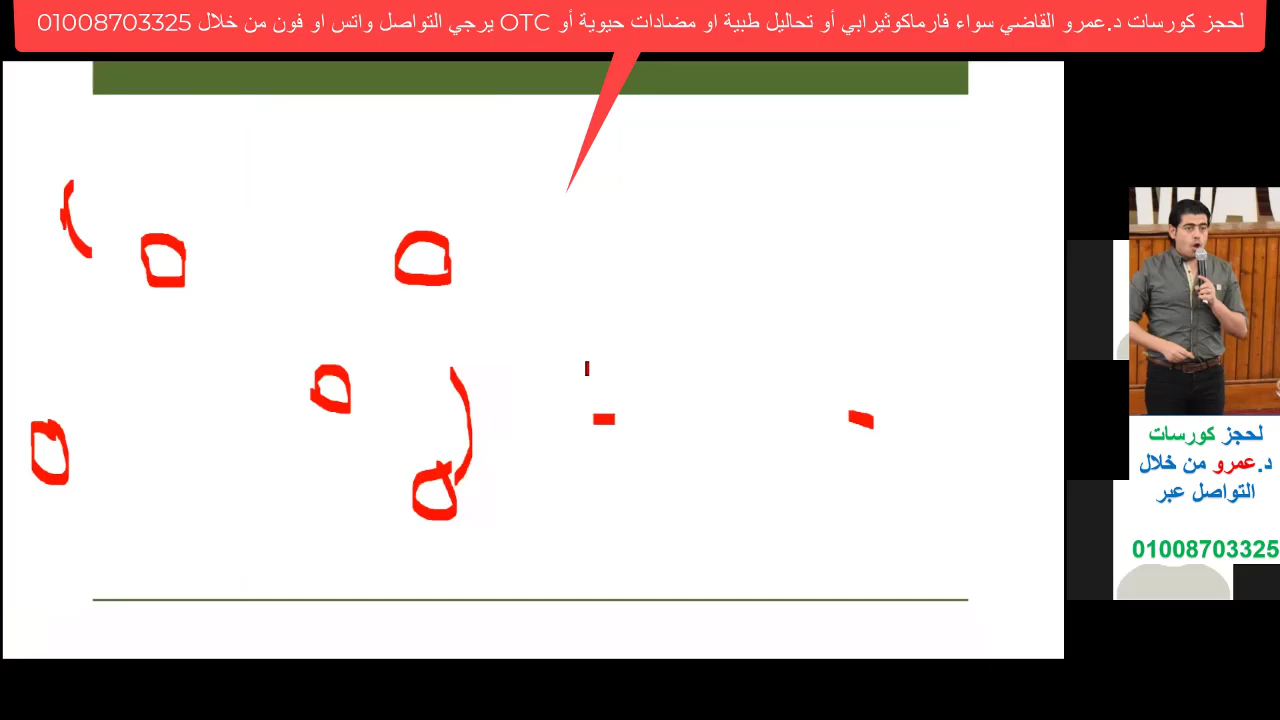 لحجز كورسات د.عمرو القاضي سواء فارماكوثيرابي أو تحاليل طبية او مضادات حيوية أو OTC يرجي التواصل واتس او فون من خلال 01008703325
لحجز كورسات
د.عمرو من خلال
التواصل عبر
01008703325